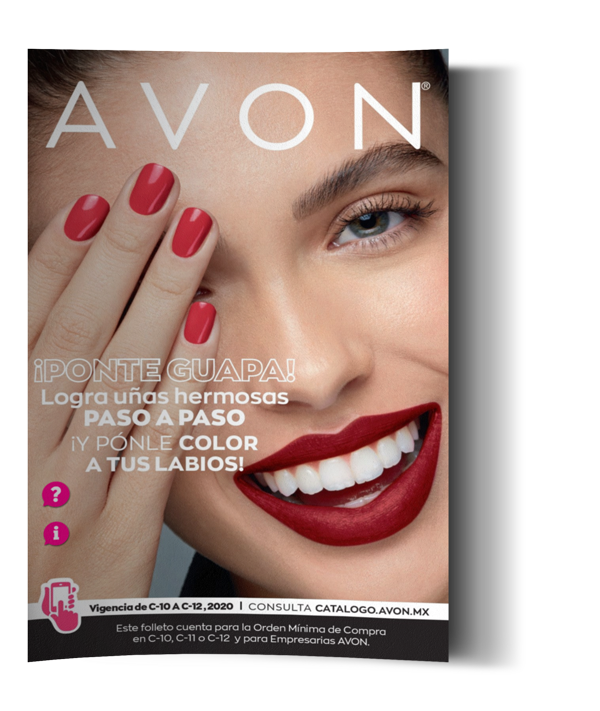 AVON®
¡PONTE GUAPA!
Logra uñas hermosas
PASO A PASO
¡Y PÓNLE COLOR
A TUS LABIOS!
?
i
Vigencia de C-10 A C-12, 2020 | CONSULTA CATALOGO.AVON.MX
Este folleto cuenta para la Orden Mínima de Compra
en C-10, C-11 o C-12 y para Empresarias AVON.